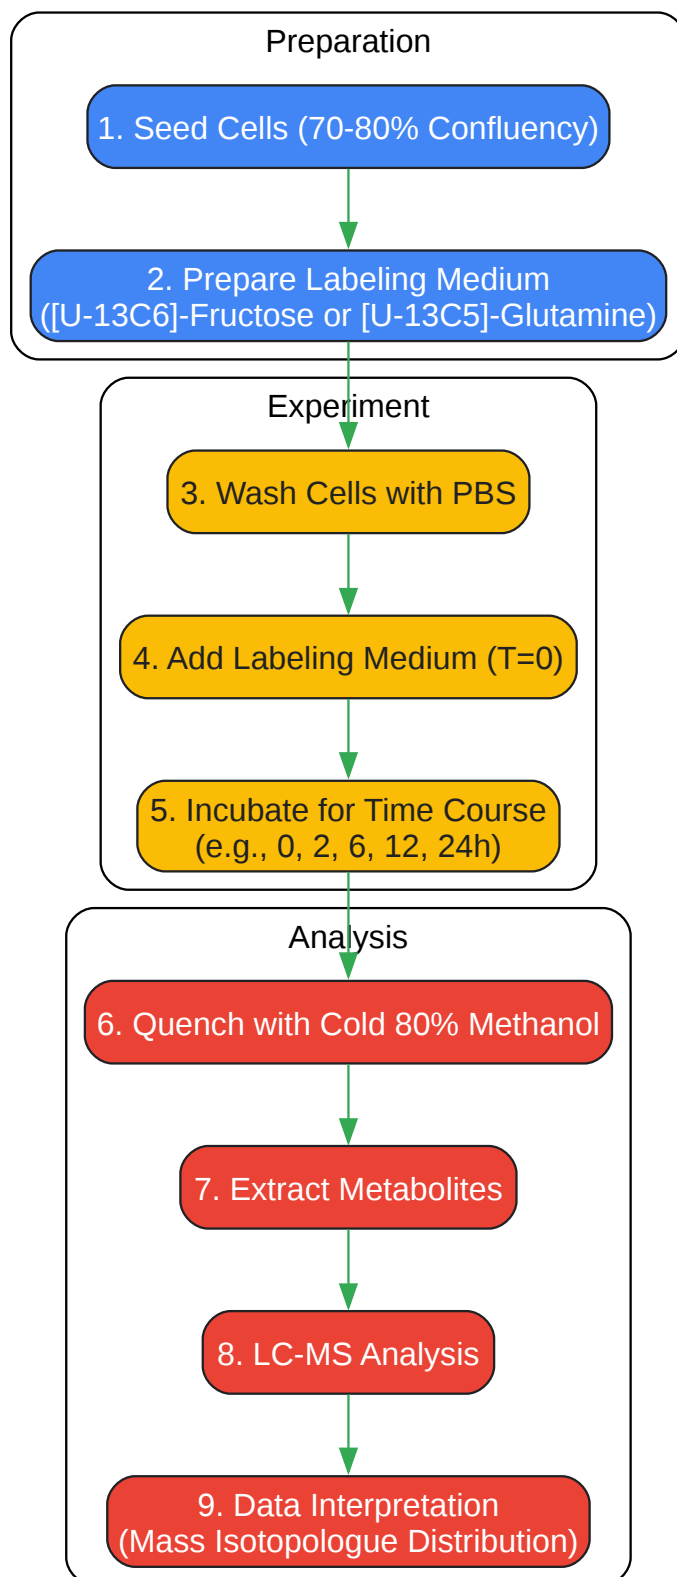 Preparation
1. Seed Cells (70-80% Confluency)
2. Prepare Labeling Medium
([U-13C6]-Fructose or [U-13C5]-Glutamine)
Experiment
3. Wash Cells with PBS
4. Add Labeling Medium (T=0)
5. Incubate for Time Course
(e.g., 0, 2, 6, 12, 24h)
Analysis
6. Quench with Cold 80% Methanol
7. Extract Metabolites
8. LC-MS Analysis
9. Data Interpretation
(Mass Isotopologue Distribution)